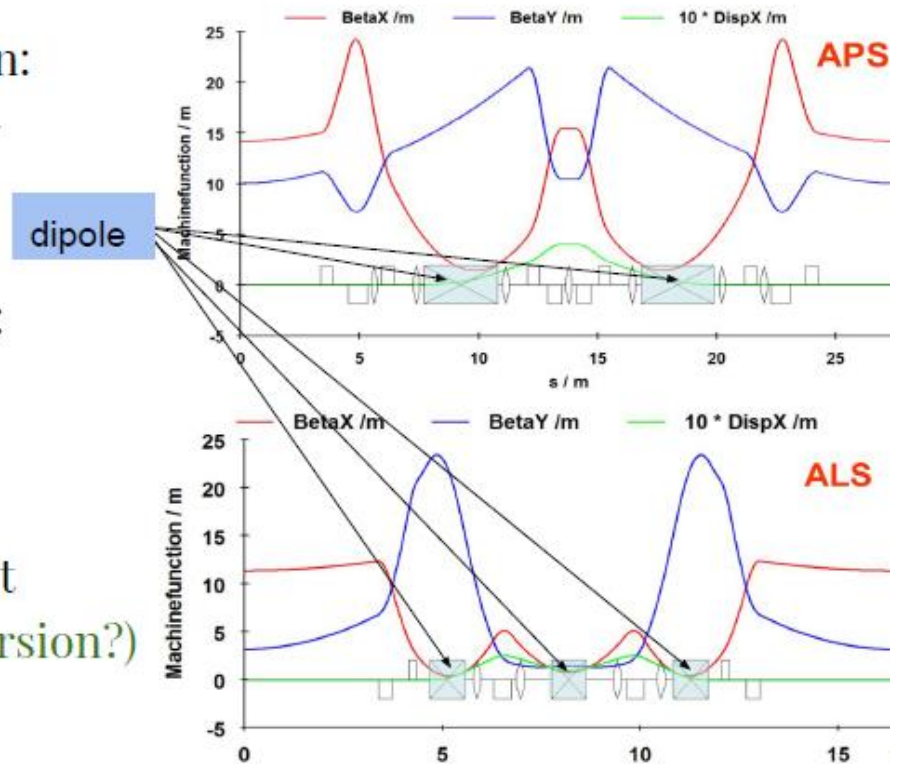 n:
dipole
:
t
rsion?)
BetaX /m BetaY /m 10 * DispX /m
APS
Machinefunction / m
25
20
15
10
5
0
-5
0 5 10 15 20 25
s / m
BetaX /m BetaY /m 10 * DispX /m
ALS
Machinefunction / m
25
20
15
10
5
0
-5
0 5 10 15